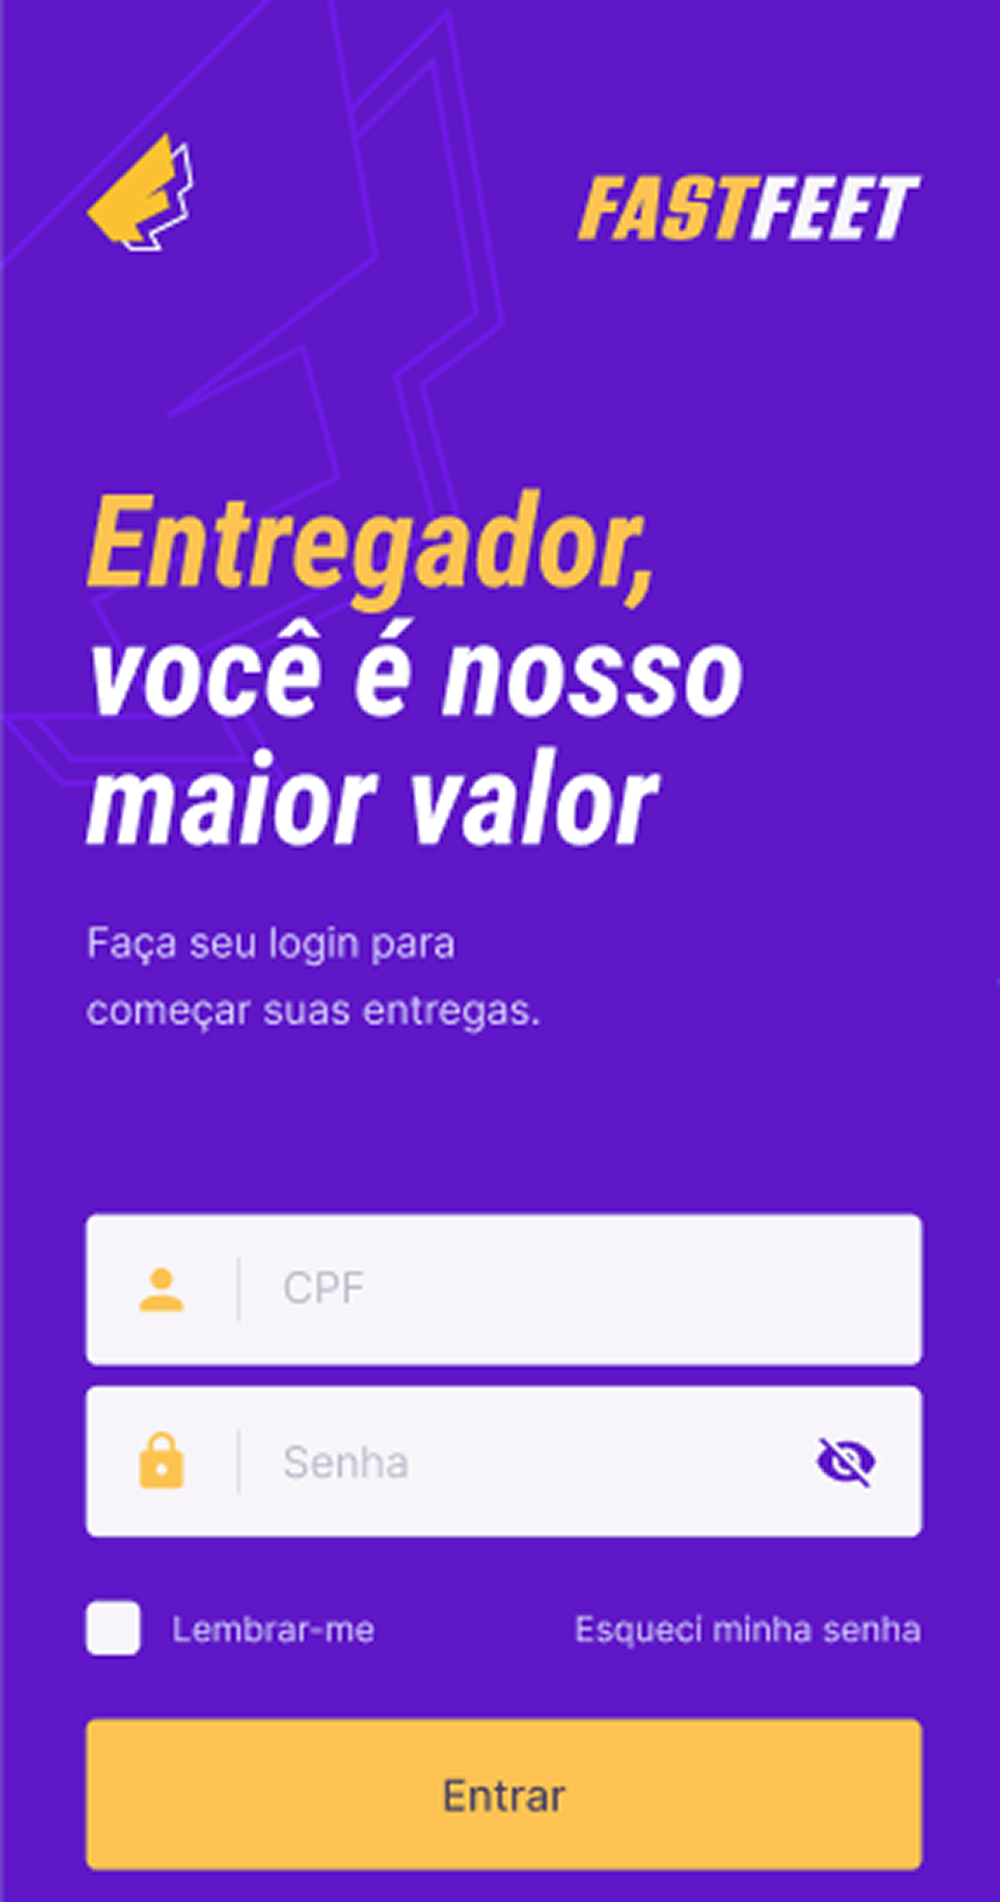 FASTFEET
Entregador,
você é nosso
maior valor
Faça seu login para
começar suas entregas.
CPF
Senha
Lembrar-me
Esqueci minha senha
Entrar